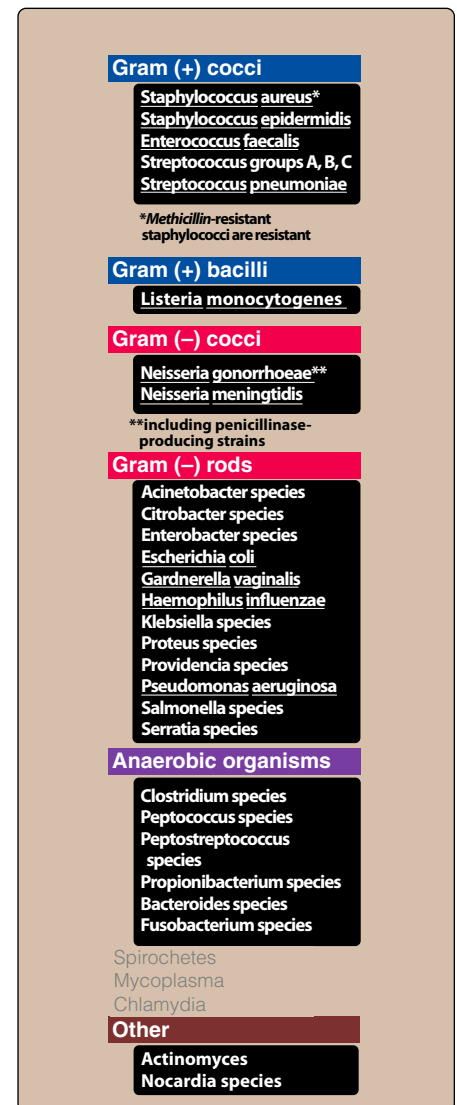 Gram (+) cocci
Staphylococcus aureus*
Staphylococcus epidermidis
Enterococcus faecalis
Streptococcus groups A, B, C
Streptococcus pneumoniae
*Methicillin-resistant
staphylococci are resistant
Gram (+) bacilli
Listeria monocytogenes
Gram (–) cocci
Neisseria gonorrhoeae**
Neisseria meningtidis
**including penicillinase-
producing strains
Gram (–) rods
Acinetobacter species
Citrobacter species
Enterobacter species
Escherichia coli
Gardnerella vaginalis
Haemophilus influenzae
Klebsiella species
Proteus species
Providencia species
Pseudomonas aeruginosa
Salmonella species
Serratia species
Anaerobic organisms
Clostridium species
Peptococcus species
Peptostreptococcus
species
Propionibacterium species
Bacteroides species
Fusobacterium species
Spirochetes
Mycoplasma
Chlamydia
Other
Actinomyces
Nocardia species